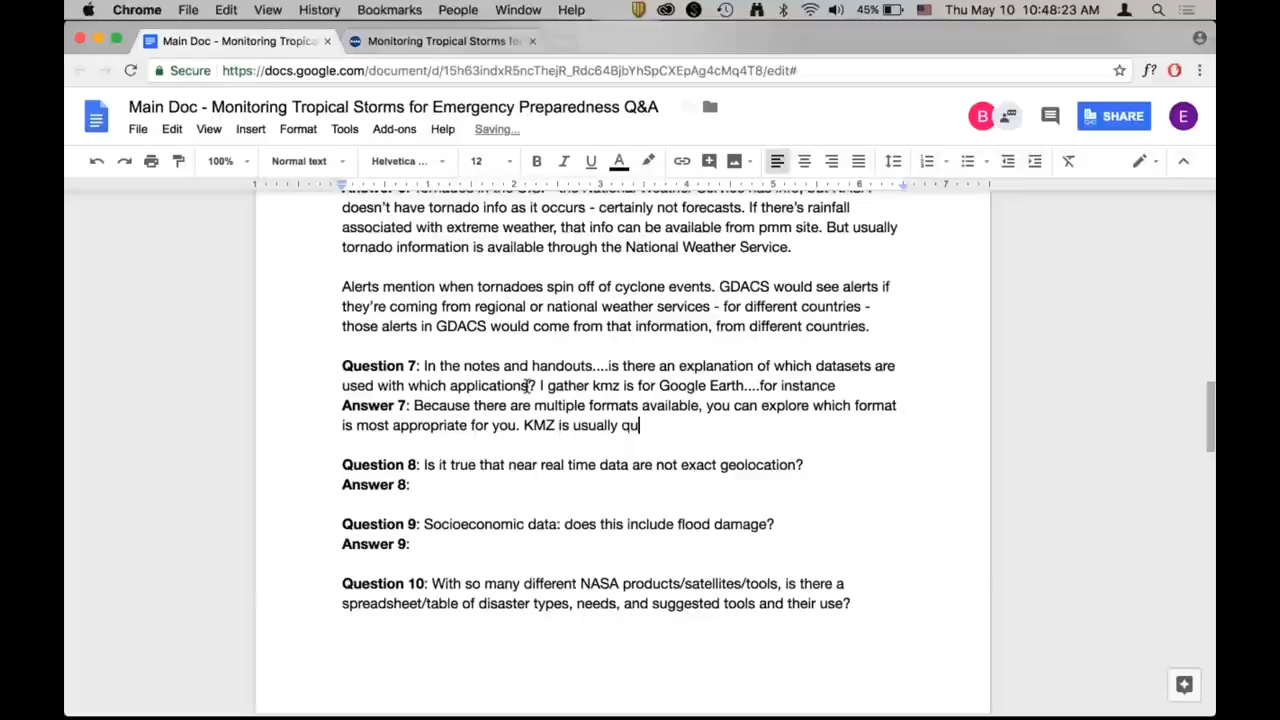 Chrome File Edit View History Bookmarks People Window Help 45% Thu May 10 10:48:23 AM
Main Doc - Monitoring Tropica × Monitoring Tropical Storms fo ×
Secure https://docs.google.com/document/d/15h63indxR5ncThejR_Rdc64BjbYhSpCXEpAg4cMq4T8/edit# f?
Main Doc - Monitoring Tropical Storms for Emergency Preparedness Q&A
B SHARE E
File Edit View Insert Format Tools Add-ons Help Saving...
100% Normal text Helvetica ... 12 B I U A
1 1 2 3 4 5 6 7
doesn't have tornado info as it occurs - certainly not forecasts. If there's rainfall
associated with extreme weather, that info can be available from pmm site. But usually
tornado information is available through the National Weather Service.
Alerts mention when tornadoes spin off of cyclone events. GDACS would see alerts if
they're coming from regional or national weather services - for different countries -
those alerts in GDACS would come from that information, from different countries.
Question 7: In the notes and handouts....is there an explanation of which datasets are
used with which applications? I gather kmz is for Google Earth....for instance
Answer 7: Because there are multiple formats available, you can explore which format
is most appropriate for you. KMZ is usually qu
Question 8: Is it true that near real time data are not exact geolocation?
Answer 8:
Question 9: Socioeconomic data: does this include flood damage?
Answer 9:
Question 10: With so many different NASA products/satellites/tools, is there a
spreadsheet/table of disaster types, needs, and suggested tools and their use?